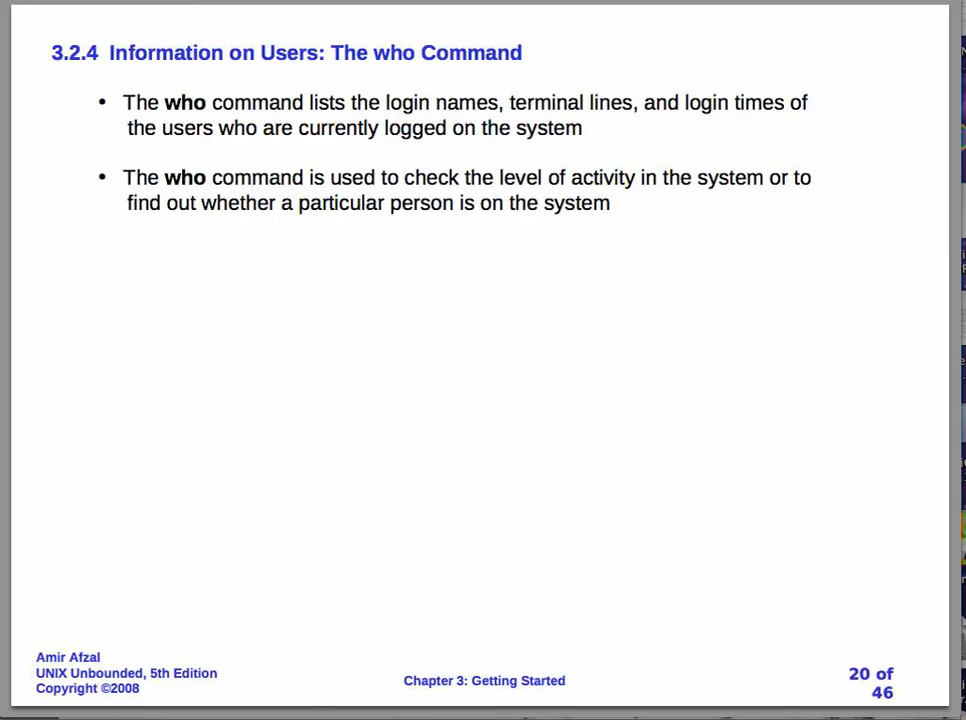 3.2.4 Information on Users: The who Command
• The who command lists the login names, terminal lines, and login times of
the users who are currently logged on the system
• The who command is used to check the level of activity in the system or to
find out whether a particular person is on the system
Amir Afzal
UNIX Unbounded, 5th Edition
Copyright ©2008
Chapter 3: Getting Started
20 of
46